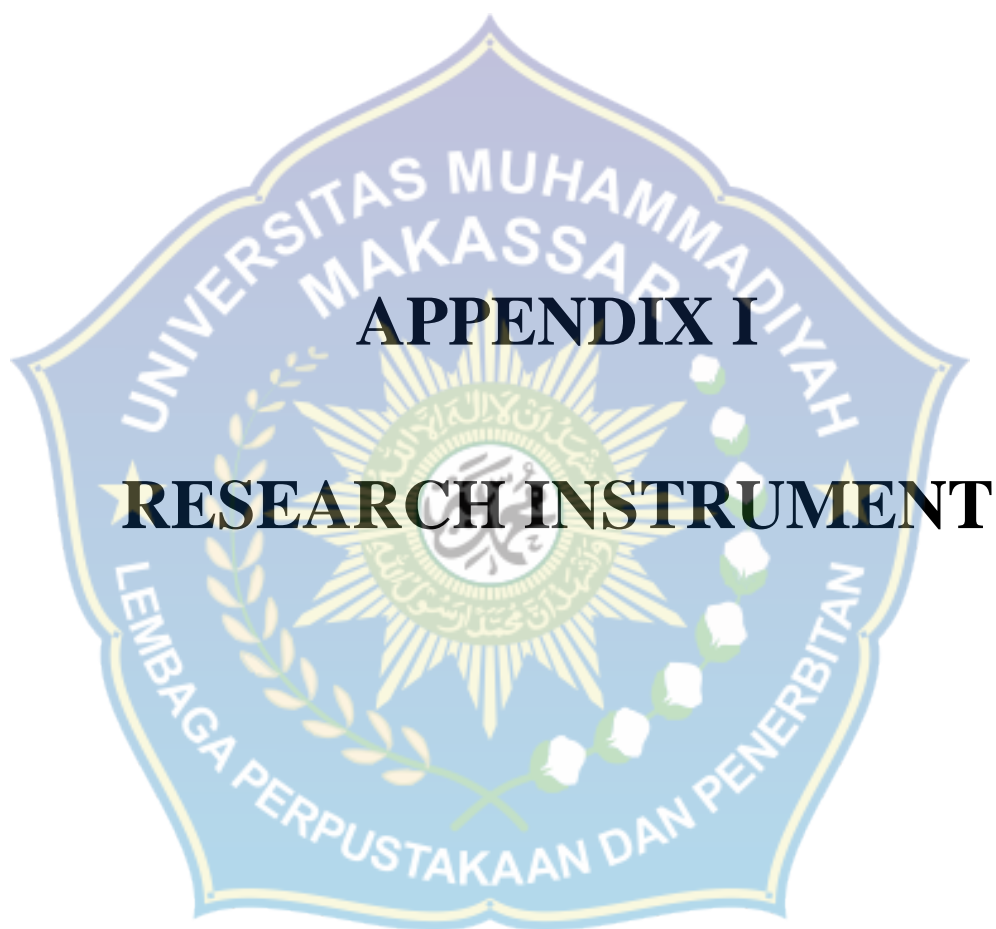 UNIVERSITAS MUHAMMADIYAH
MAKASSAR
APPENDIX I
RESEARCH INSTRUMENT
LEMBAGA PERPUSTAKAAN DAN PENERBITAN